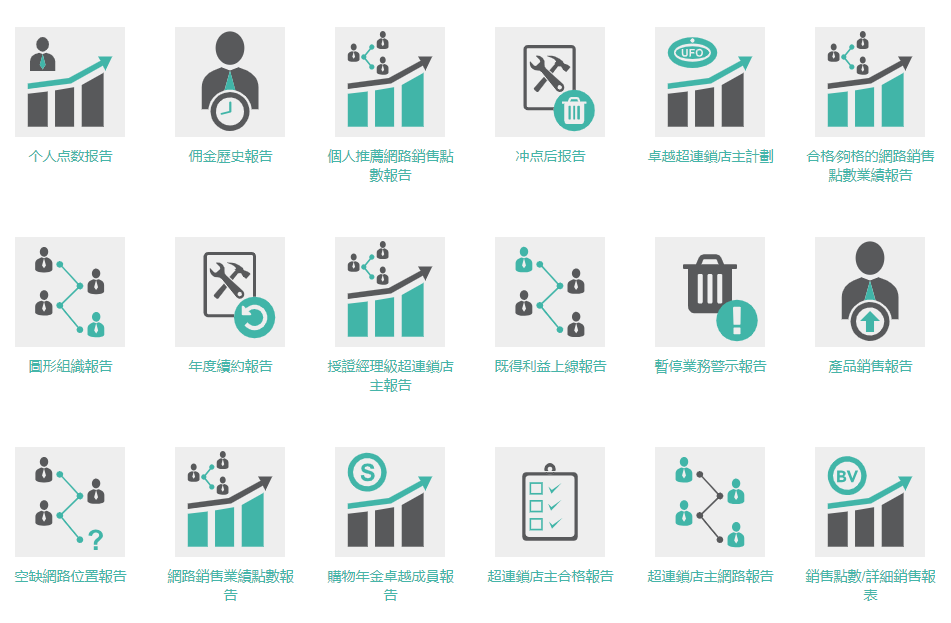 UFO
个人点数报告
佣金歷史報告
個人推薦網路銷售點
數報告
冲点后报告
卓越超連鎖店主計劃
合格/夠格的網路銷售
點數業績報告
圖形組織報告
年度續約報告
授證經理級超連鎖店
主報告
既得利益上線報告
暫停業務警示報告
產品銷售報告
?
S
BV
空缺網路位置報告
網路銷售業績點數報
告
購物年金卓越成員報
告
超連鎖店主合格報告
超連鎖店主網路報告
銷售點數/詳細銷售報
表